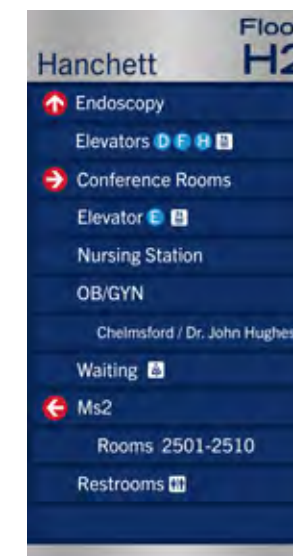 Floo
Hanchett H2
Endoscopy
Elevators D F H
Conference Rooms
Elevator E
Nursing Station
OB/GYN
Chelmsford / Dr. John Hughes
Waiting
Ms2
Rooms 2501-2510
Restrooms